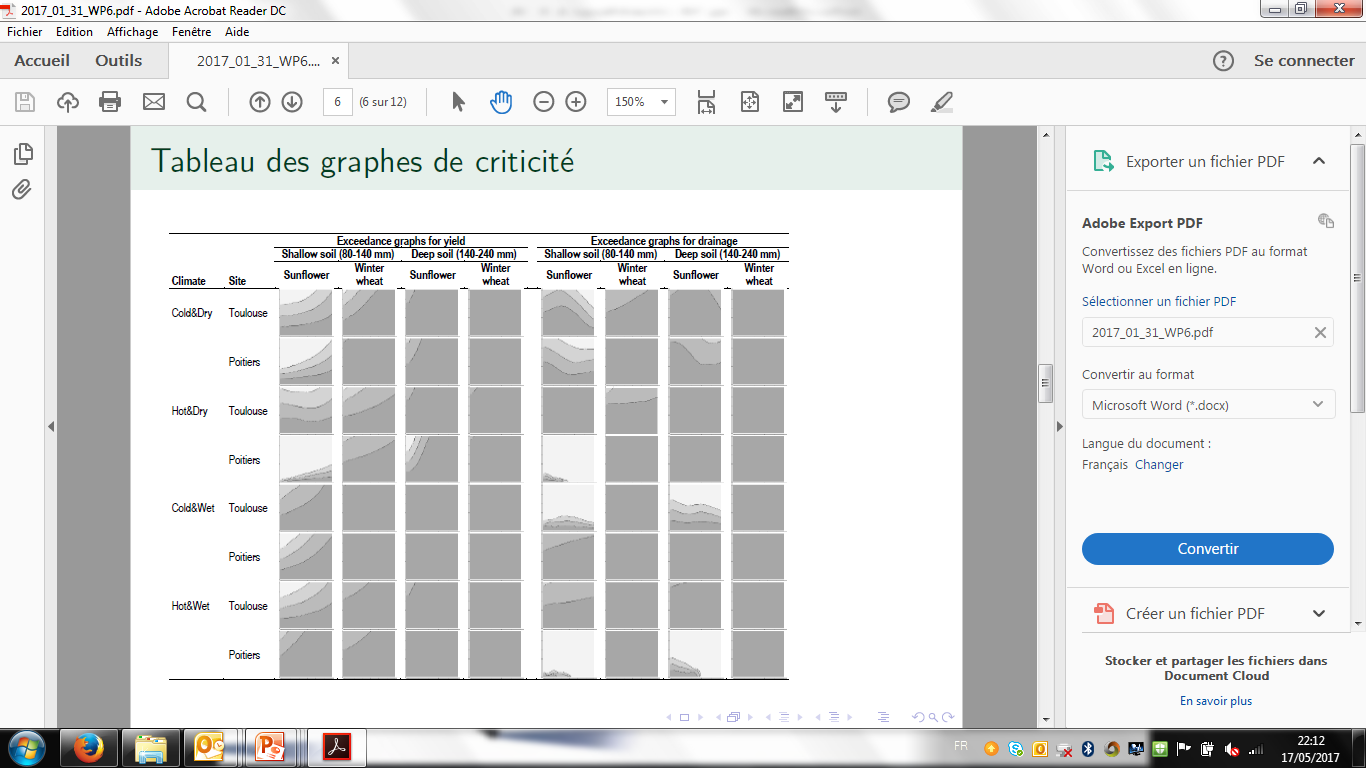 2017_01_31_WP6.pdf - Adobe Acrobat Reader DC
Fichier Edition Affichage Fenêtre Aide
Accueil Outils 2017_01_31_WP6.... × ? Se connecter
6 (6 sur 12) 150%
Tableau des graphes de criticité
Exceedance graphs for yield Exceedance graphs for drainage
Shallow soil (80-140 mm) Deep soil (140-240 mm) Shallow soil (80-140 mm) Deep soil (140-240 mm)
Climate Site Sunflower Winter wheat Sunflower Winter wheat Sunflower Winter wheat Sunflower Winter wheat
Cold&Dry Toulouse
Poitiers
Hot&Dry Toulouse
Poitiers
Cold&Wet Toulouse
Poitiers
Hot&Wet Toulouse
Poitiers
Exporter un fichier PDF
Adobe Export PDF
Convertissez des fichiers PDF au format
Word ou Excel en ligne.
Sélectionner un fichier PDF
2017_01_31_WP6.pdf
Convertir au format
Microsoft Word (*.docx)
Langue du document :
Français Changer
Convertir
Créer un fichier PDF
Stocker et partager les fichiers dans
Document Cloud
En savoir plus
FR
22:12
17/05/2017